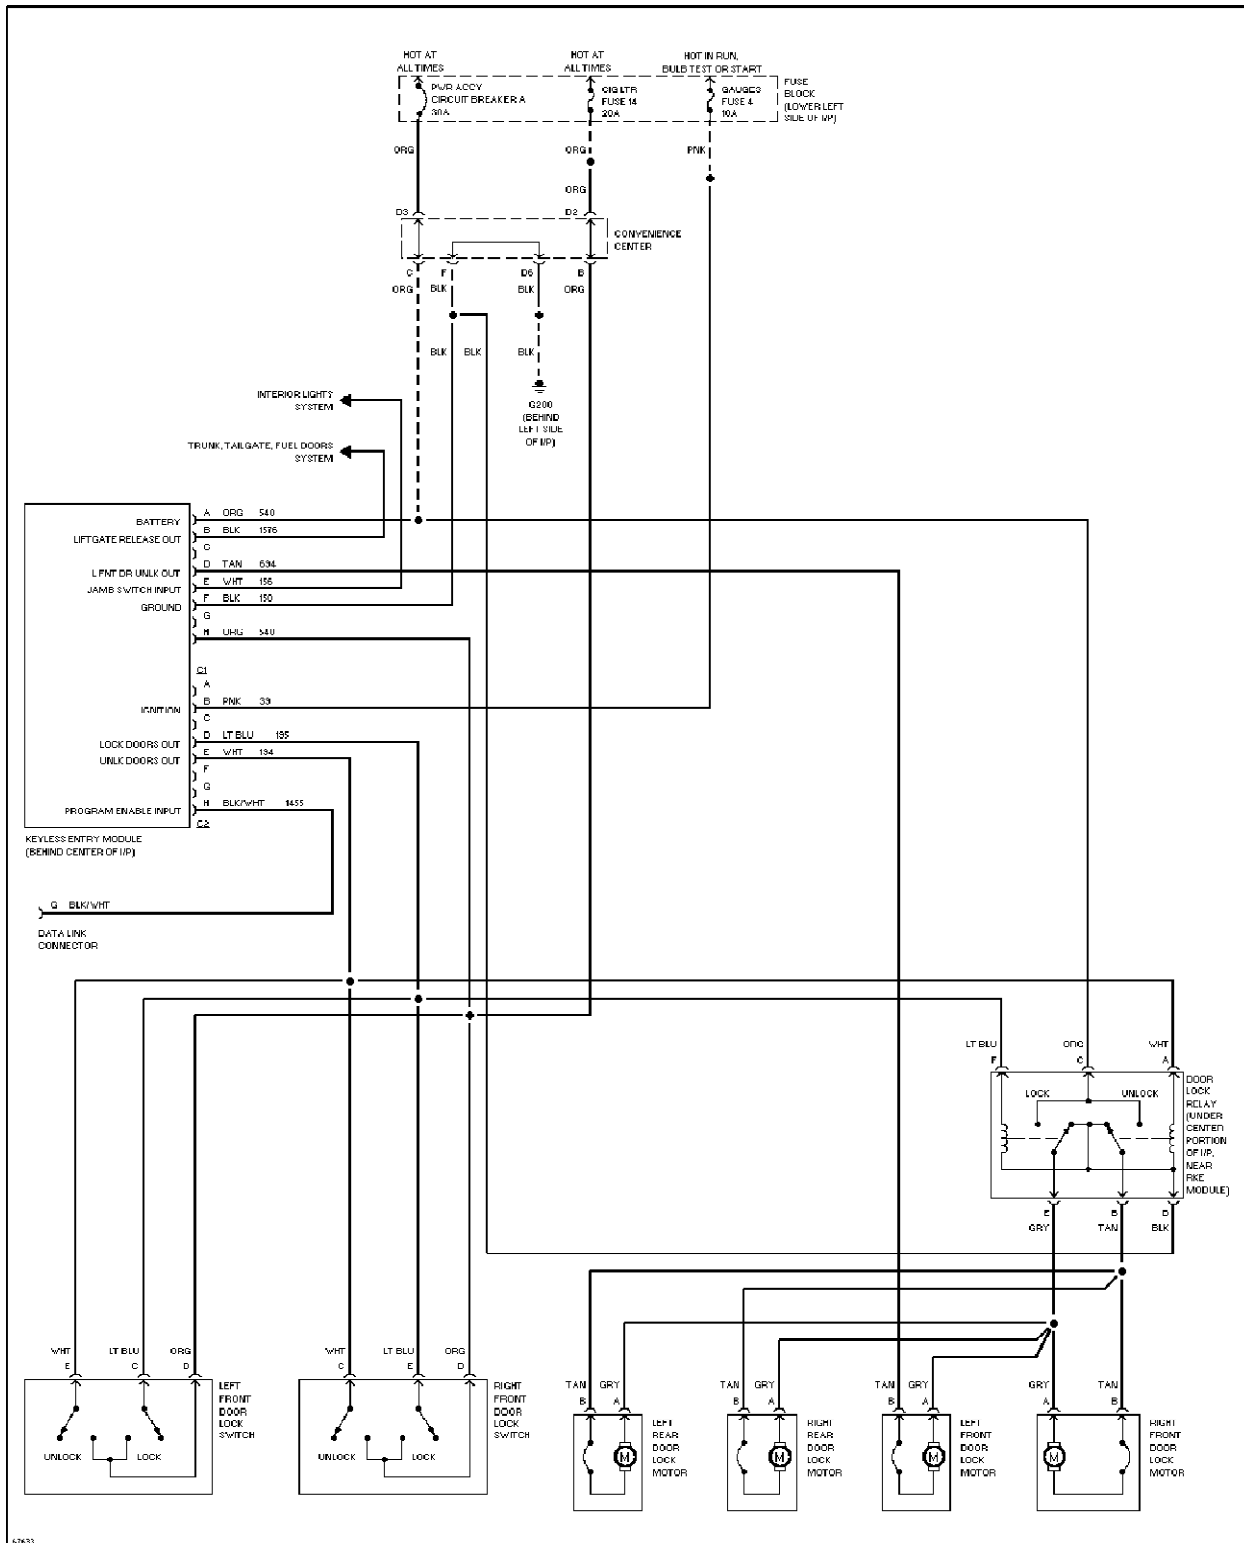 HOT AT
ALL TIMES
HOT AT
ALL TIMES
HOT IN RUN,
BULB TEST OR START
PWR ACCY
CIRCUIT BREAKER A
30A
CIG LTR
FUSE 14
20A
GAUGES
FUSE 4
10A
FUSE
BLOCK
(LOWER LEFT
SIDE OF I/P)
ORG
ORG
PNK
ORG
D3
D2
CONVENIENCE
CENTER
C
F
D6
B
ORG
BLK
BLK
ORG
BLK
BLK
BLK
G200
(BEHIND
LEFT SIDE
OF I/P)
INTERIOR LIGHTS
SYSTEM
TRUNK, TAILGATE, FUEL DOORS
SYSTEM
BATTERY
A ORG 540
LIFTGATE RELEASE OUT
B BLK 1576
C
L FNT DR UNLK OUT
D TAN 694
JAMB SWITCH INPUT
E WHT 156
GROUND
F BLK 150
G
H ORG 540
C1
A
IGNITION
B PNK 39
C
LOCK DOORS OUT
D LT BLU 195
UNLK DOORS OUT
E WHT 194
F
G
PROGRAM ENABLE INPUT
H BLK/WHT 1455
C2
KEYLESS ENTRY MODULE
(BEHIND CENTER OF I/P)
G BLK/WHT
DATA LINK
CONNECTOR
LT BLU
ORG
WHT
F
C
A
LOCK
UNLOCK
DOOR
LOCK
RELAY
(UNDER
CENTER
PORTION
OF I/P,
NEAR
RKE
MODULE)
E
B
D
GRY
TAN
BLK
WHT
LT BLU
ORG
E
C
D
UNLOCK
LOCK
LEFT
FRONT
DOOR
LOCK
SWITCH
WHT
LT BLU
ORG
C
E
D
UNLOCK
LOCK
RIGHT
FRONT
DOOR
LOCK
SWITCH
TAN GRY
B A
M
LEFT
REAR
DOOR
LOCK
MOTOR
TAN GRY
B A
M
RIGHT
REAR
DOOR
LOCK
MOTOR
TAN GRY
B A
M
LEFT
FRONT
DOOR
LOCK
MOTOR
GRY TAN
A B
M
RIGHT
FRONT
DOOR
LOCK
MOTOR
67633